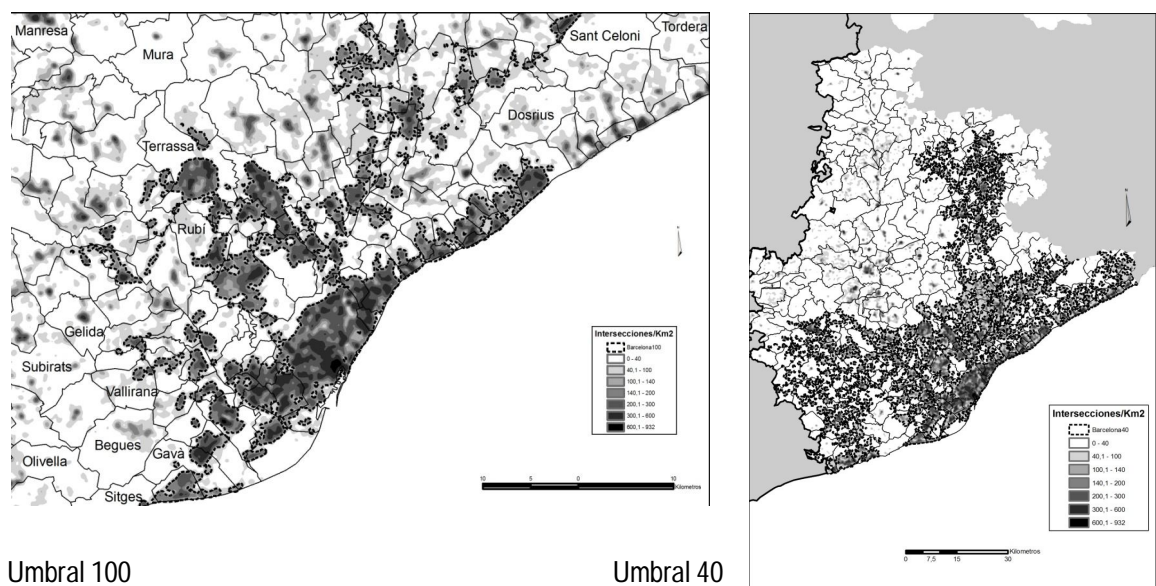 Manresa
Mura
Sant Celoni
Tordera
Dosrius
Terrassa
Rubí
Gelida
Subirats
Vallirana
Begues
Gavà
Olivella
Sitges
Intersecciones/Km2
Barcelona100
0 - 40
40,1 - 100
100,1 - 140
140,1 - 200
200,1 - 300
300,1 - 600
600,1 - 932
10 5 0 10
Kilometros
Umbral 100
Intersecciones/Km2
Barcelona40
0 - 40
40,1 - 100
100,1 - 140
140,1 - 200
200,1 - 300
300,1 - 600
600,1 - 932
0 7,5 15 30
Kilometros
Umbral 40